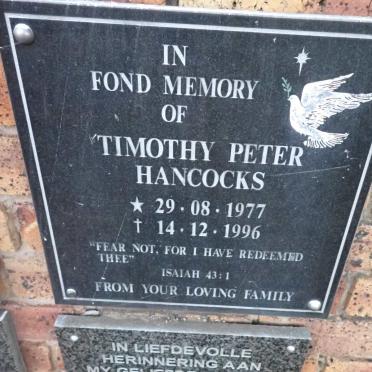 IN
FOND MEMORY
OF
TIMOTHY PETER
HANCOCKS
★ 29 · 08 · 1977
✝ 14 · 12 · 1996
"FEAR NOT, FOR I HAVE REDEEMED
THEE"
ISAIAH 43:1
FROM YOUR LOVING FAMILY
IN LIEFDEVOLLE
HERINNERING AAN
MY